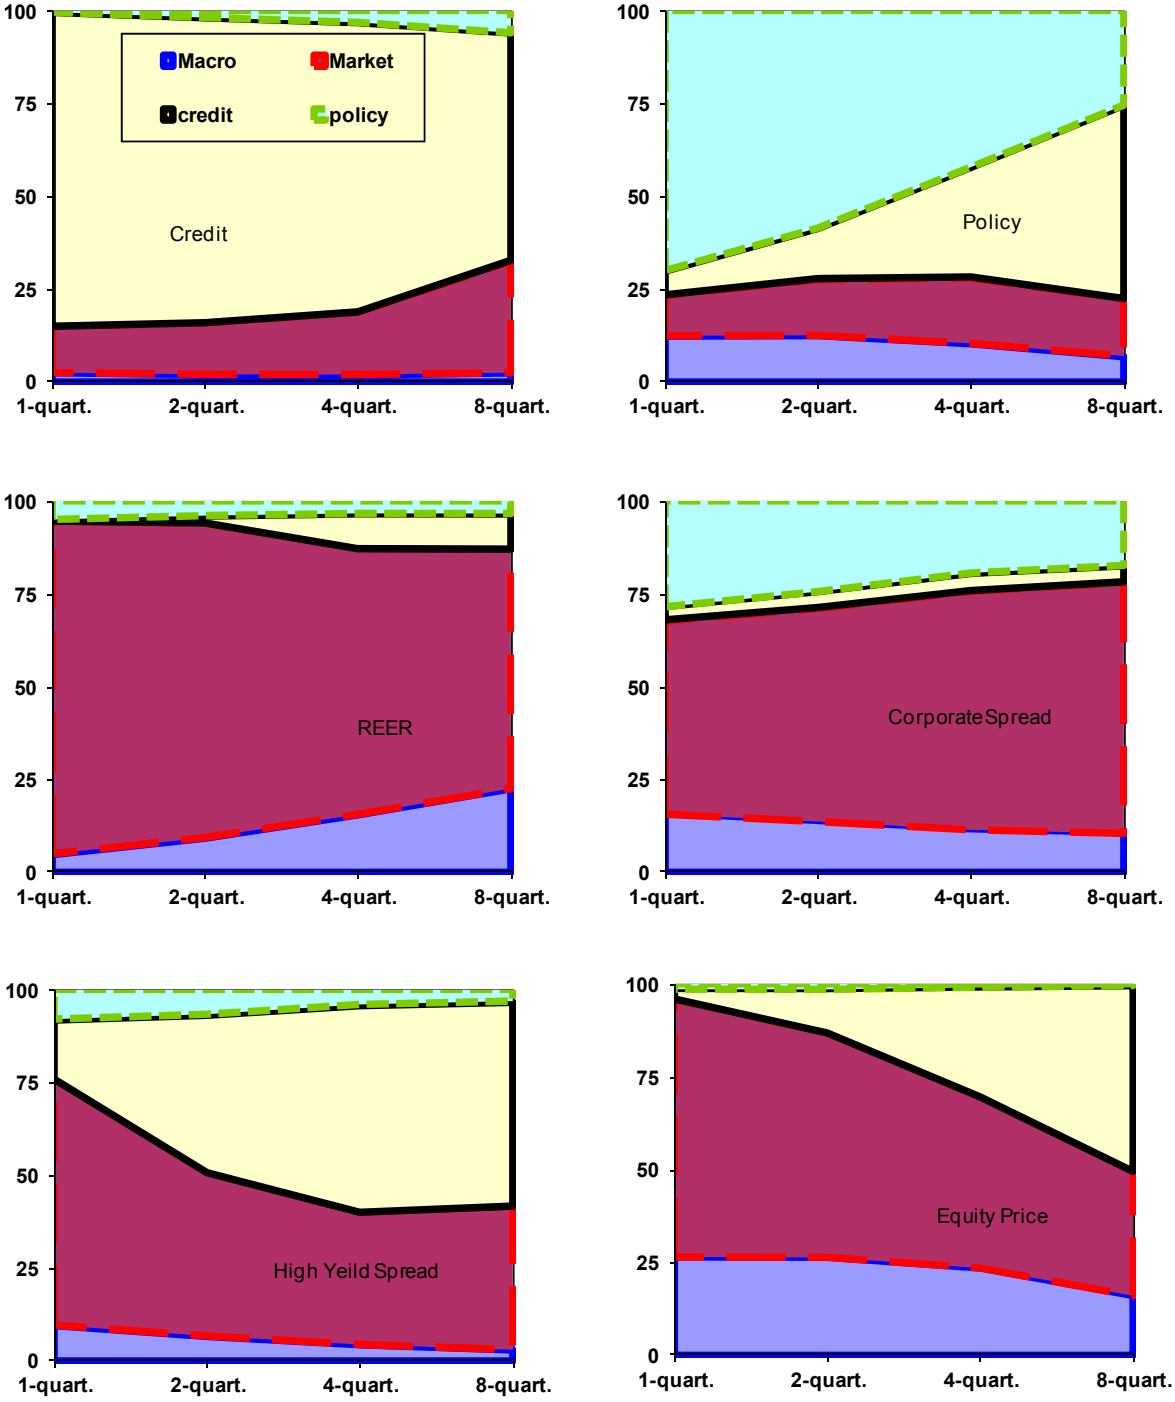 100
75
50
25
0
Macro
Market
credit
policy
Credit
1-quart.
2-quart.
4-quart.
8-quart.
100
75
50
25
0
Policy
1-quart.
2-quart.
4-quart.
8-quart.
100
75
50
25
0
REER
1-quart.
2-quart.
4-quart.
8-quart.
100
75
50
25
0
Corporate Spread
1-quart.
2-quart.
4-quart.
8-quart.
100
75
50
25
0
High Yeild Spread
1-quart.
2-quart.
4-quart.
8-quart.
100
75
50
25
0
Equity Price
1-quart.
2-quart.
4-quart.
8-quart.